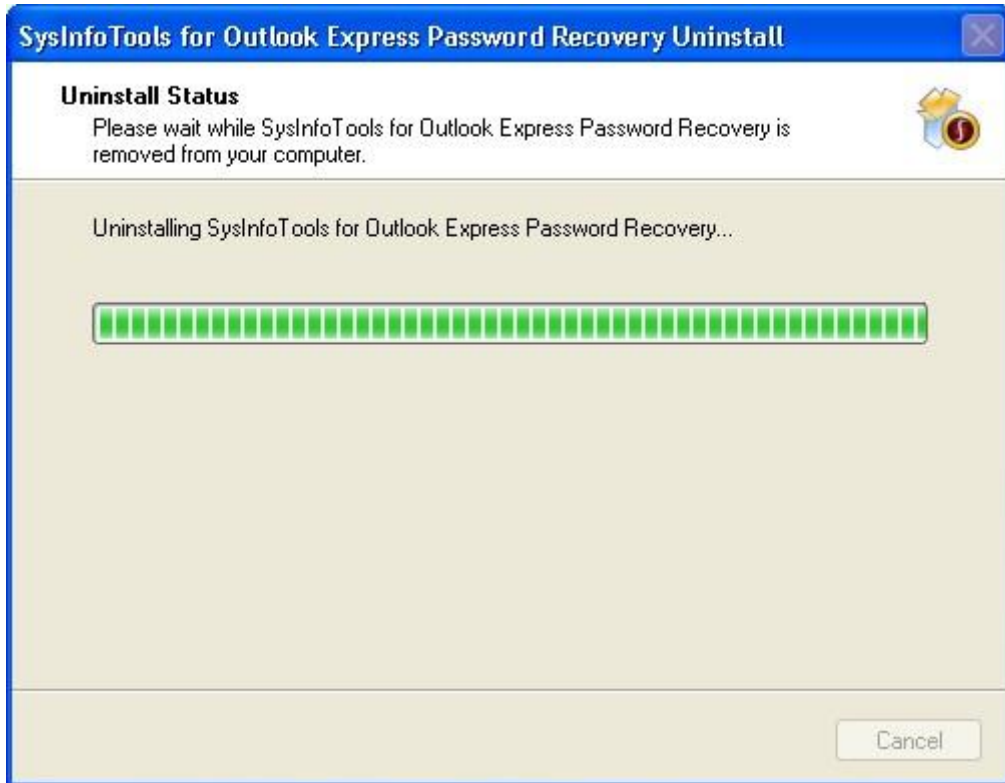 SysInfoTools for Outlook Express Password Recovery Uninstall
Uninstall Status
Please wait while SysInfoTools for Outlook Express Password Recovery is
removed from your computer.
Uninstalling SysInfoTools for Outlook Express Password Recovery...
Cancel